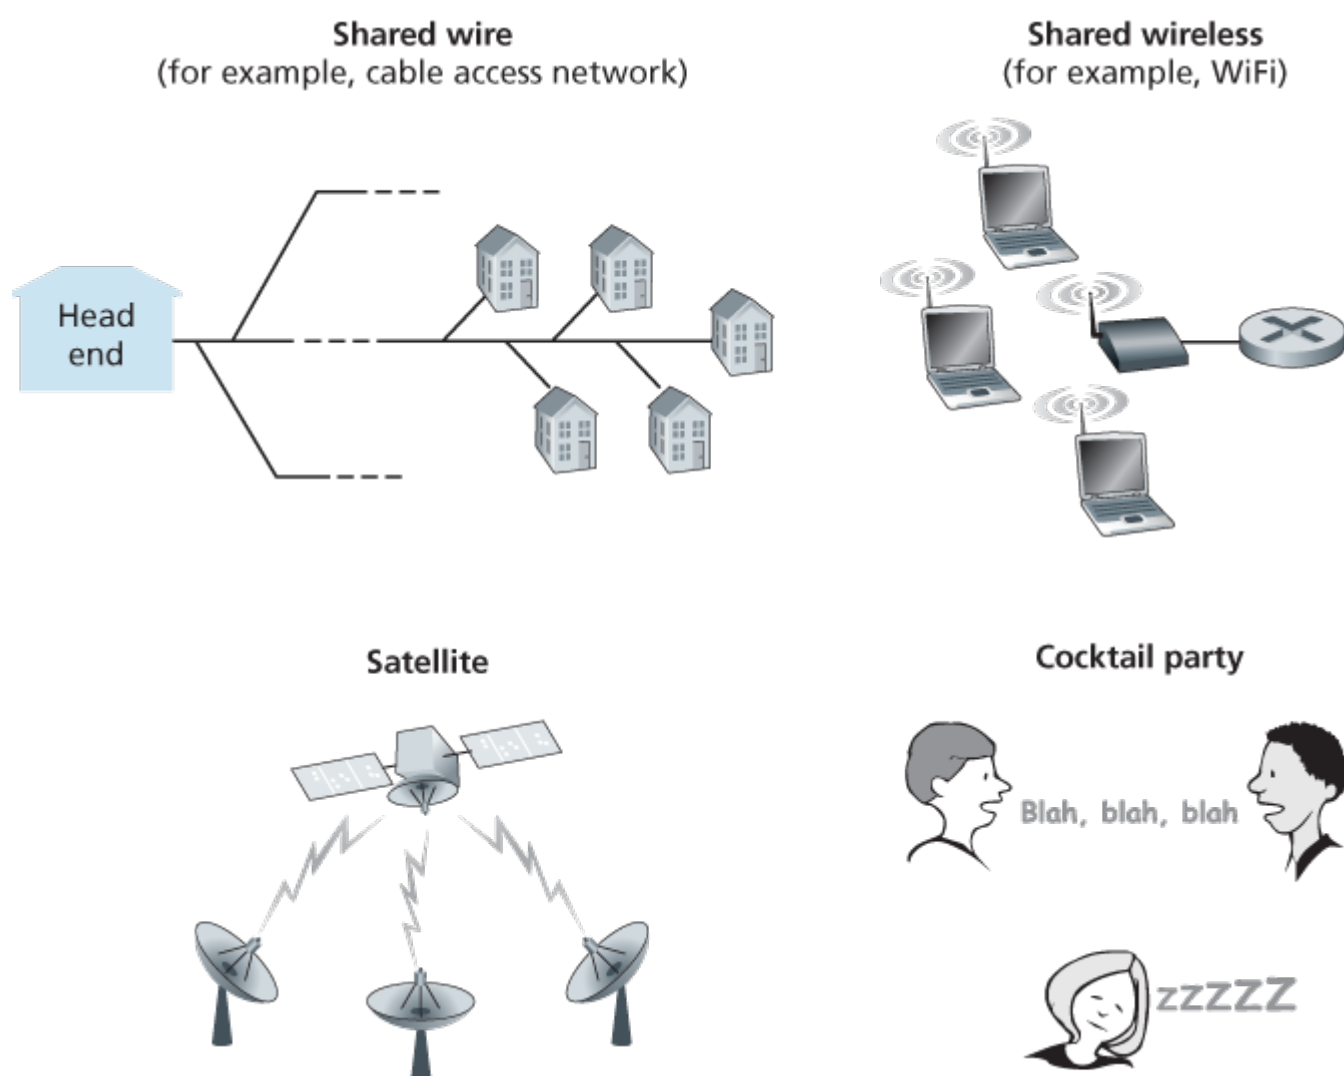 Shared wire
(for example, cable access network)
Shared wireless
(for example, WiFi)
Head
end
Satellite
Cocktail party
Blah, blah, blah
zzzzz